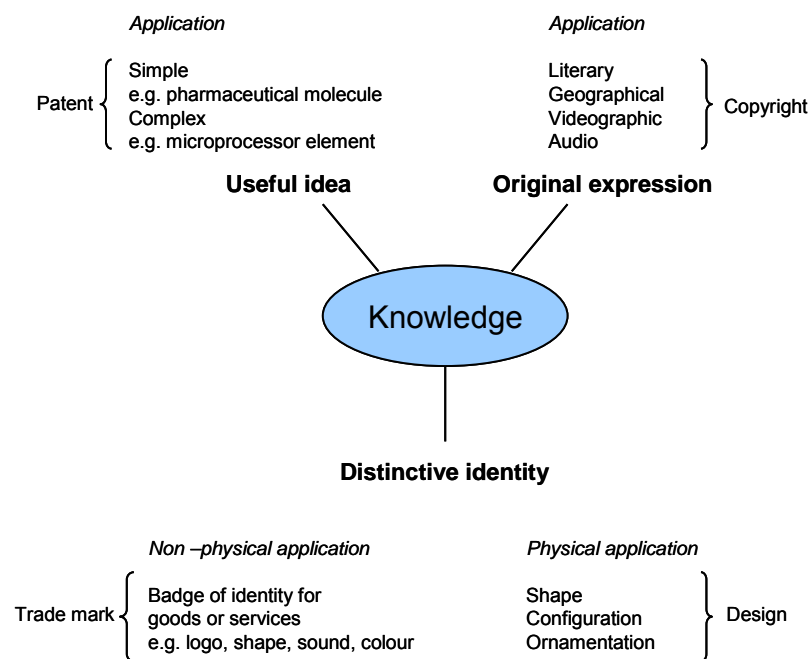 Application
Simple
Patent
e.g. pharmaceutical molecule
Complex
e.g. microprocessor element
Useful idea
Application
Literary
Geographical
Copyright
Videographic
Audio
Original expression
Knowledge
Distinctive identity
Non –physical application
Badge of identity for
Trade mark
goods or services
e.g. logo, shape, sound, colour
Physical application
Shape
Configuration
Design
Ornamentation